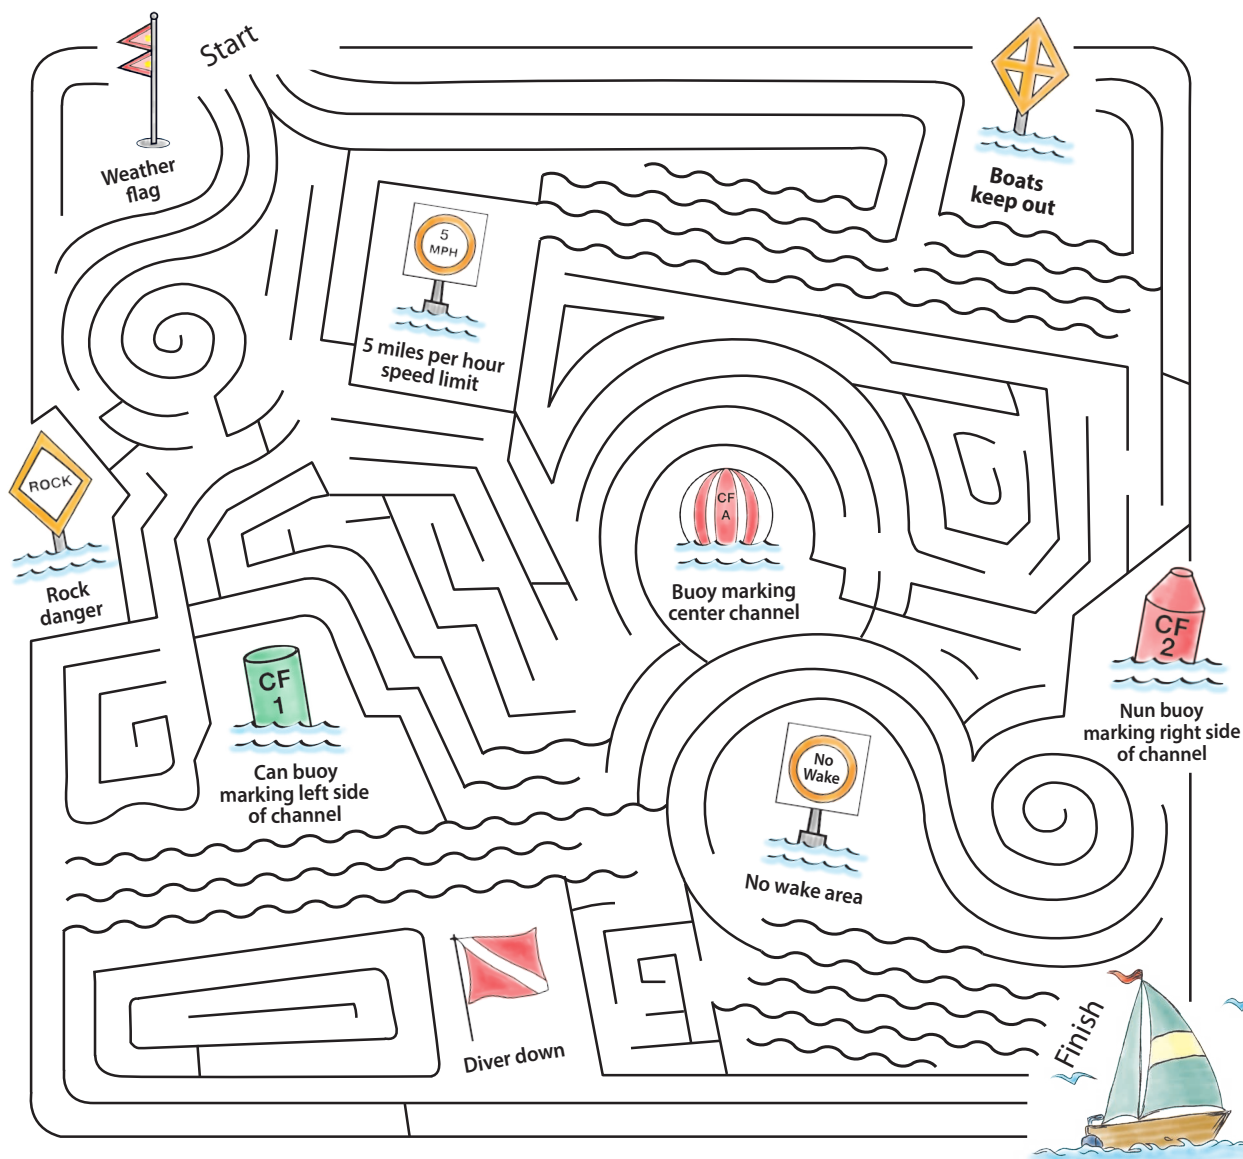 Start
Weather
flag
Boats
keep out
5
MPH
5 miles per hour
speed limit
ROCK
Rock
danger
CF
A
Buoy marking
center channel
CF
1
Can buoy
marking left side
of channel
CF
2
Nun buoy
marking right side
of channel
No
Wake
No wake area
Diver down
Finish